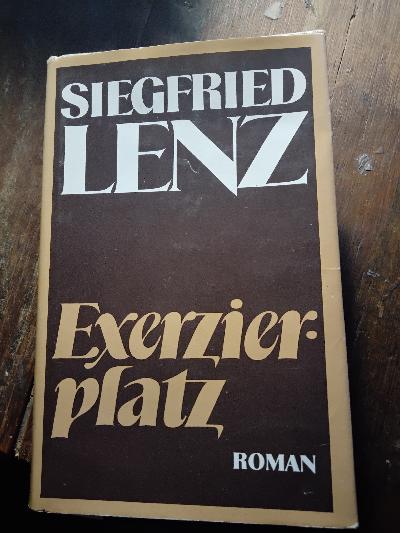 SIEGFRIED
LENZ
Exerzier-
platz
ROMAN